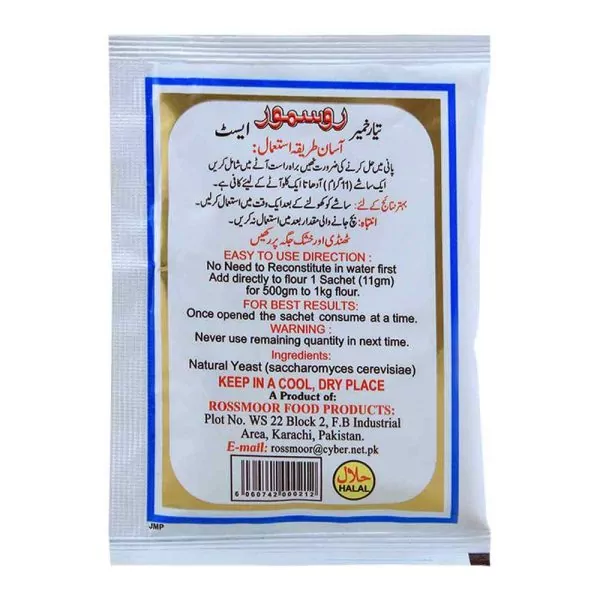 تیار خمیر روسمور ایسٹ
آسان طریقہ استعمال:
پانی میں حل کرنے کی ضرورت نہیں براہ راست آٹے میں شامل کریں
ایک ساشے (11 گرام) آدھا تا ایک کلو آٹے کے لیئے کافی ہے۔
بہتر نتائج کے لئے: ساشے کو کھولنے کے بعد ایک وقت میں استعمال کرلیں۔
انتباہ: بچ جانے والی مقدار بعد میں استعمال نہ کریں۔
ٹھنڈی اور خشک جگہ پر رکھیں
EASY TO USE DIRECTION :
No Need to Reconstitute in water first
Add directly to flour 1 Sachet (11gm)
for 500gm to 1kg flour.
FOR BEST RESULTS:
Once opened the sachet consume at a time.
WARNING :
Never use remaining quantity in next time.
Ingredients:
Natural Yeast (saccharomyces cerevisiae)
KEEP IN A COOL, DRY PLACE
A Product of:
ROSSMOOR FOOD PRODUCTS:
Plot No. WS 22 Block 2, F.B Industrial
Area, Karachi, Pakistan.
E-mail: rossmoor@cyber.net.pk
6 060742 000212
حلال
HALAL
JMP